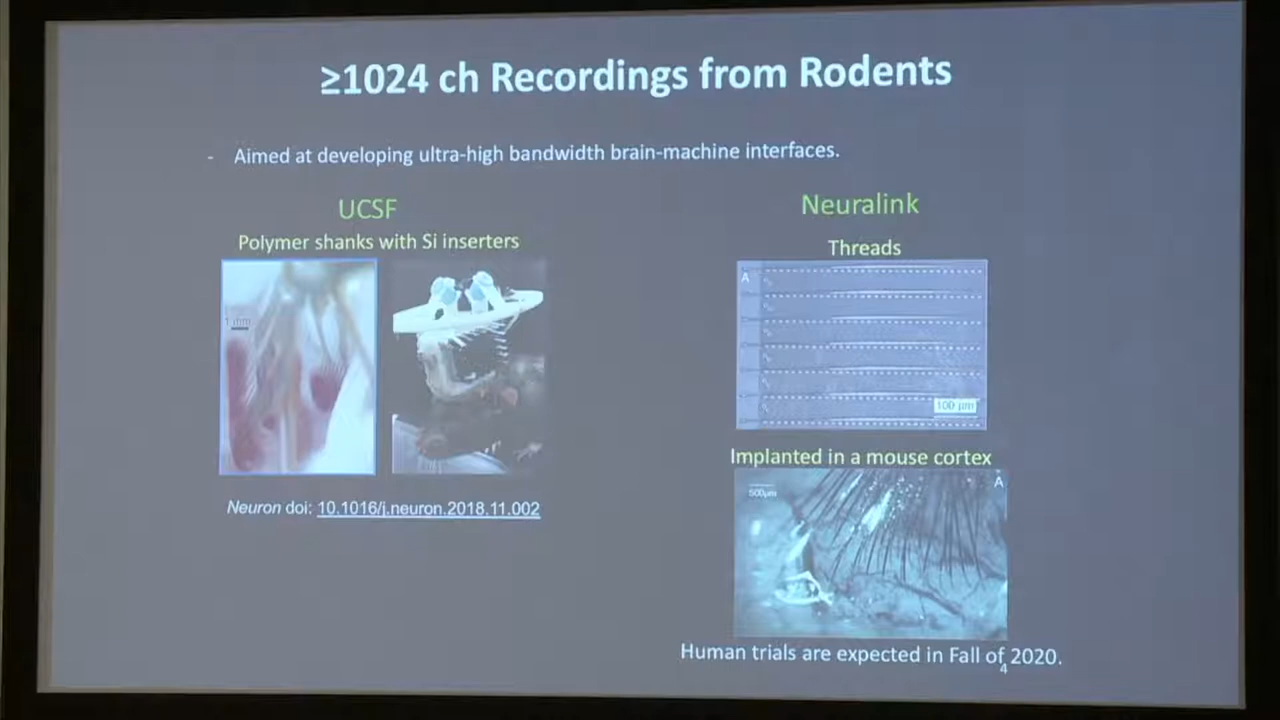 ≥1024 ch Recordings from Rodents
- Aimed at developing ultra-high bandwidth brain-machine interfaces.
UCSF
Polymer shanks with Si inserters
1 mm
Neuron doi: 10.1016/j.neuron.2018.11.002
Neuralink
Threads
A
100 µm
Implanted in a mouse cortex
500µm
A
Human trials are expected in Fall of 2020.
4